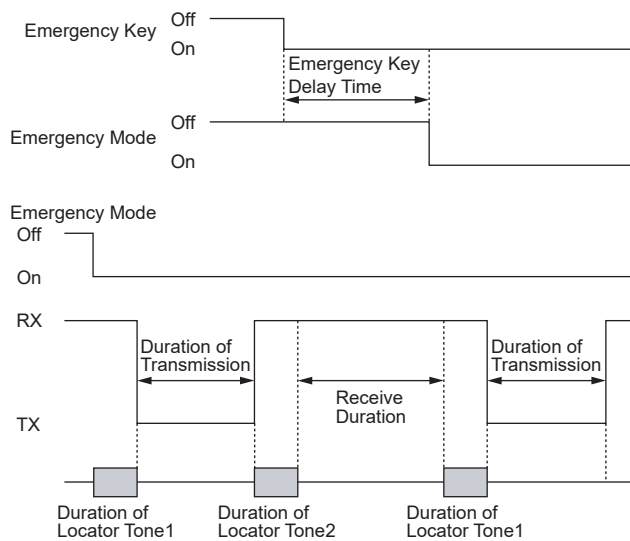 Off
Emergency Key
On
Emergency Key
Delay Time
Off
Emergency Mode
On
Emergency Mode
Off
On
RX
Duration of
Transmission
Duration of
Transmission
Receive
Duration
TX
Duration of
Locator Tone1
Duration of
Locator Tone2
Duration of
Locator Tone1